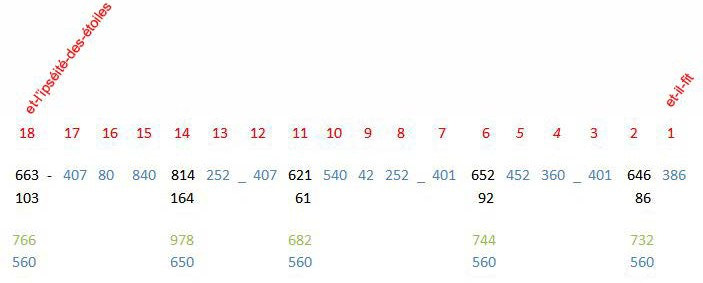 et-l'ipséité-des-étoiles
et-il-fit
18 17 16 15 14 13 12 11 10 9 8 7 6 5 4 3 2 1
663 - 407 80 840 814 252 _ 407 621 540 42 252 _ 401 652 452 360 _ 401 646 386
103 164 61 92 86
766 978 682 744 732
560 650 560 560 560